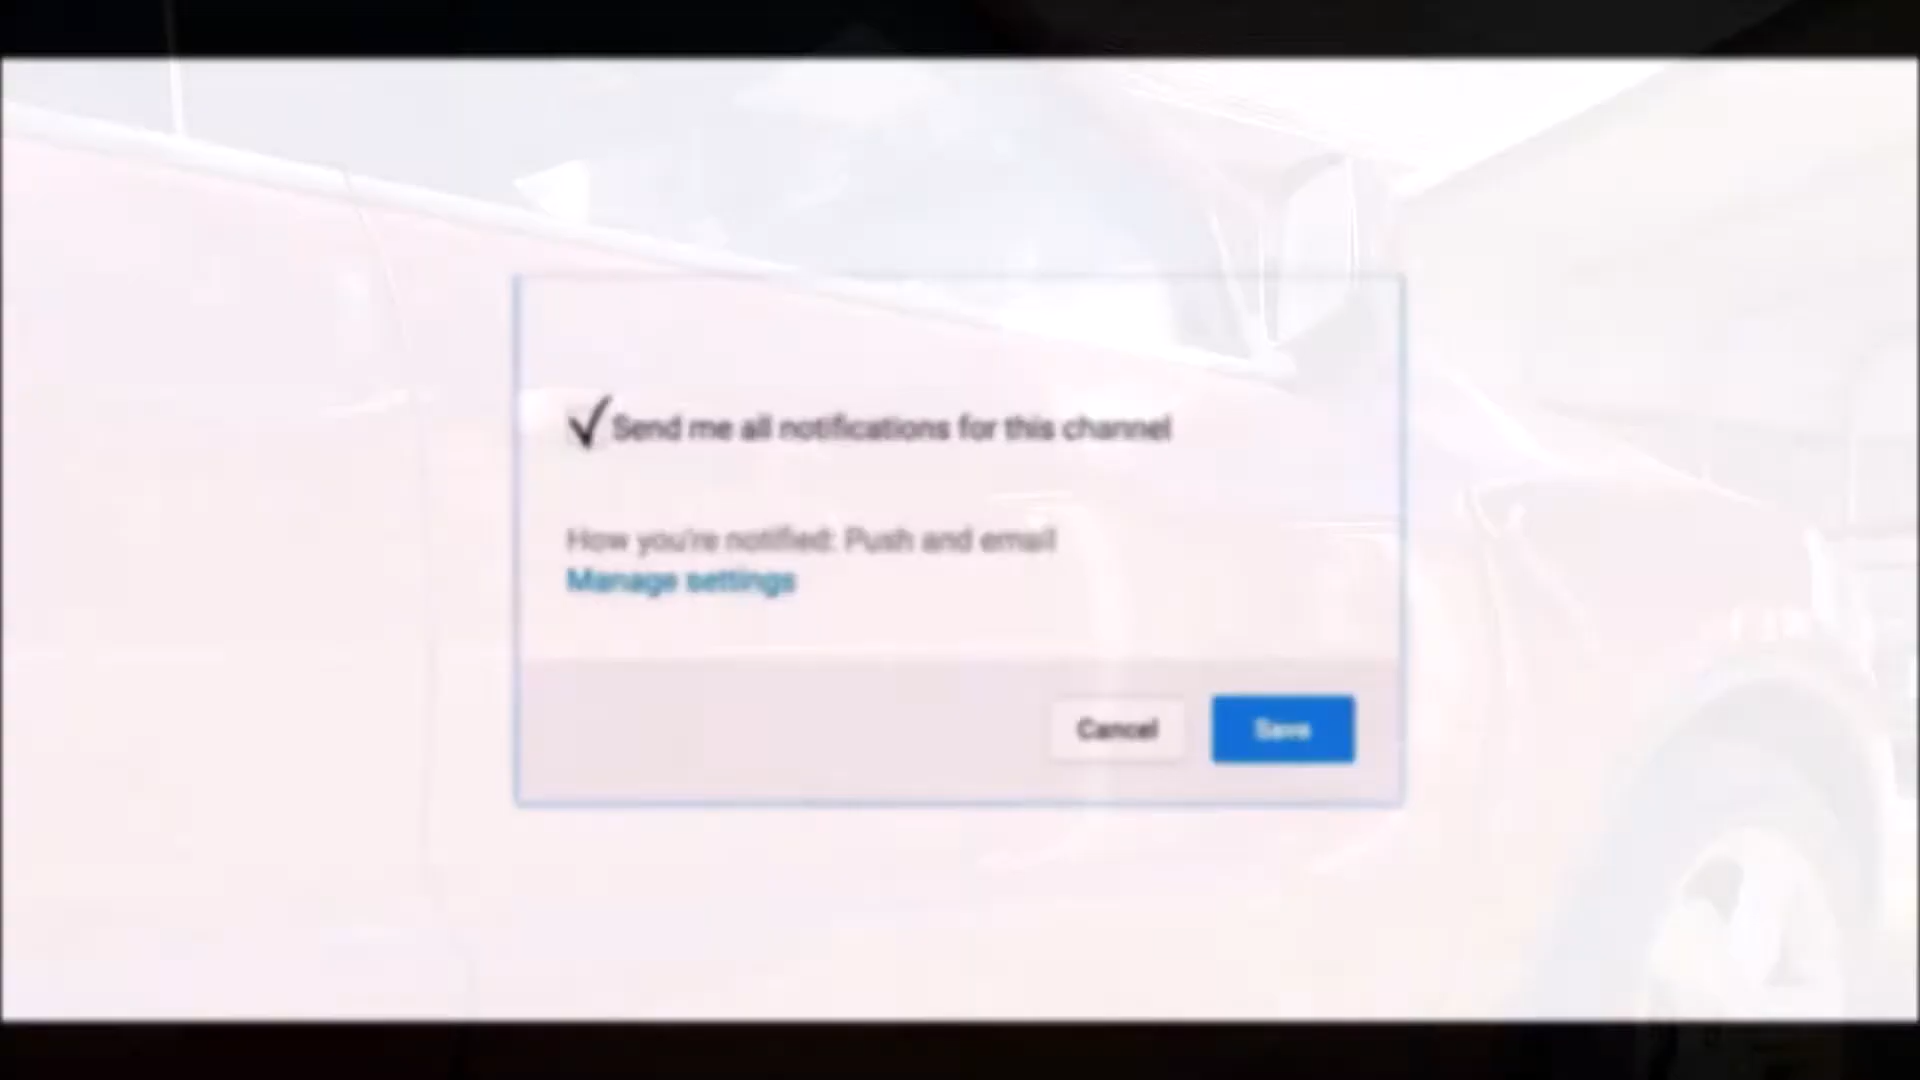 Send me all notifications for this channel
How you're notified: Push and email
Manage settings
Cancel
Save